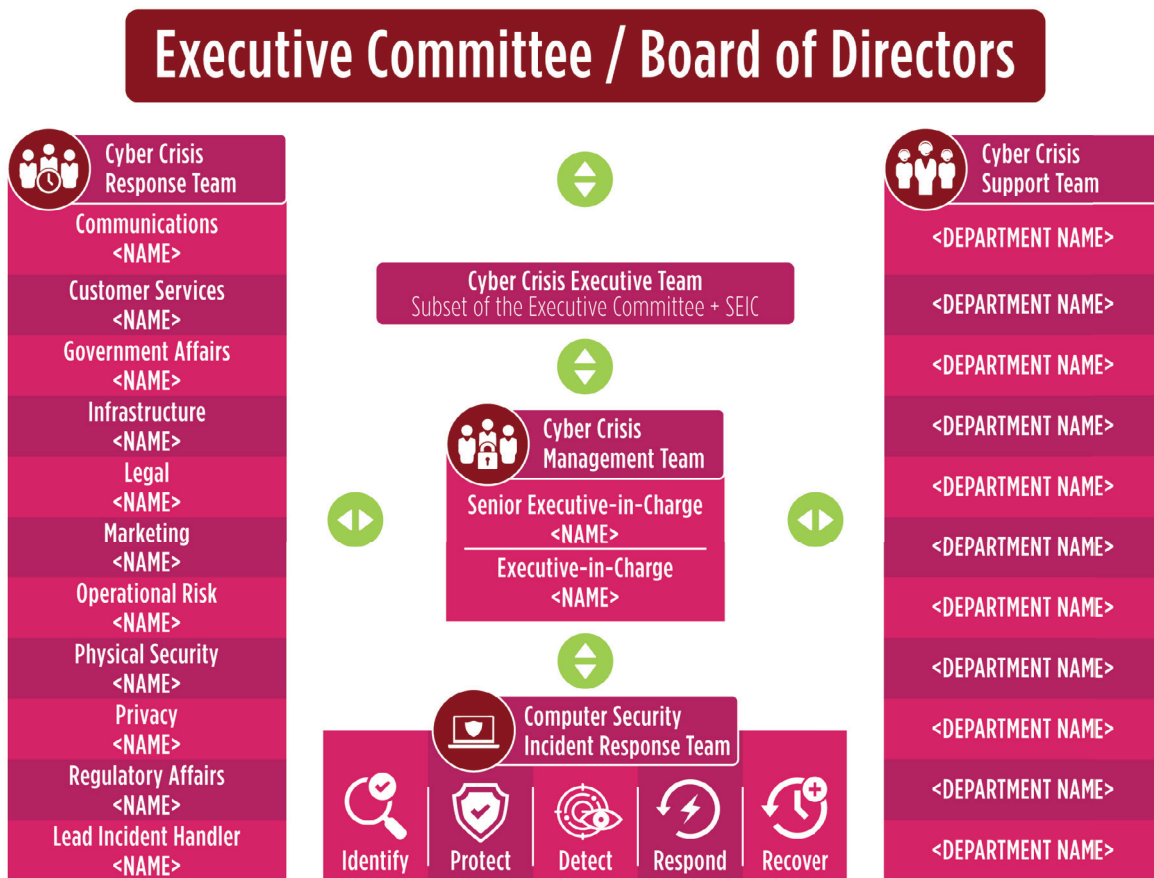 Executive Committee / Board of Directors
Cyber Crisis
Response Team
Communications
<NAME>
Customer Services
<NAME>
Government Affairs
<NAME>
Infrastructure
<NAME>
Legal
<NAME>
Marketing
<NAME>
Operational Risk
<NAME>
Physical Security
<NAME>
Privacy
<NAME>
Regulatory Affairs
<NAME>
Lead Incident Handler
<NAME>
Cyber Crisis Executive Team
Subset of the Executive Committee + SEIC
Cyber Crisis
Management Team
Senior Executive-in-Charge
<NAME>
Executive-in-Charge
<NAME>
Computer Security
Incident Response Team
Identify
Protect
Detect
Respond
Recover
Cyber Crisis
Support Team
<DEPARTMENT NAME>
<DEPARTMENT NAME>
<DEPARTMENT NAME>
<DEPARTMENT NAME>
<DEPARTMENT NAME>
<DEPARTMENT NAME>
<DEPARTMENT NAME>
<DEPARTMENT NAME>
<DEPARTMENT NAME>
<DEPARTMENT NAME>
<DEPARTMENT NAME>